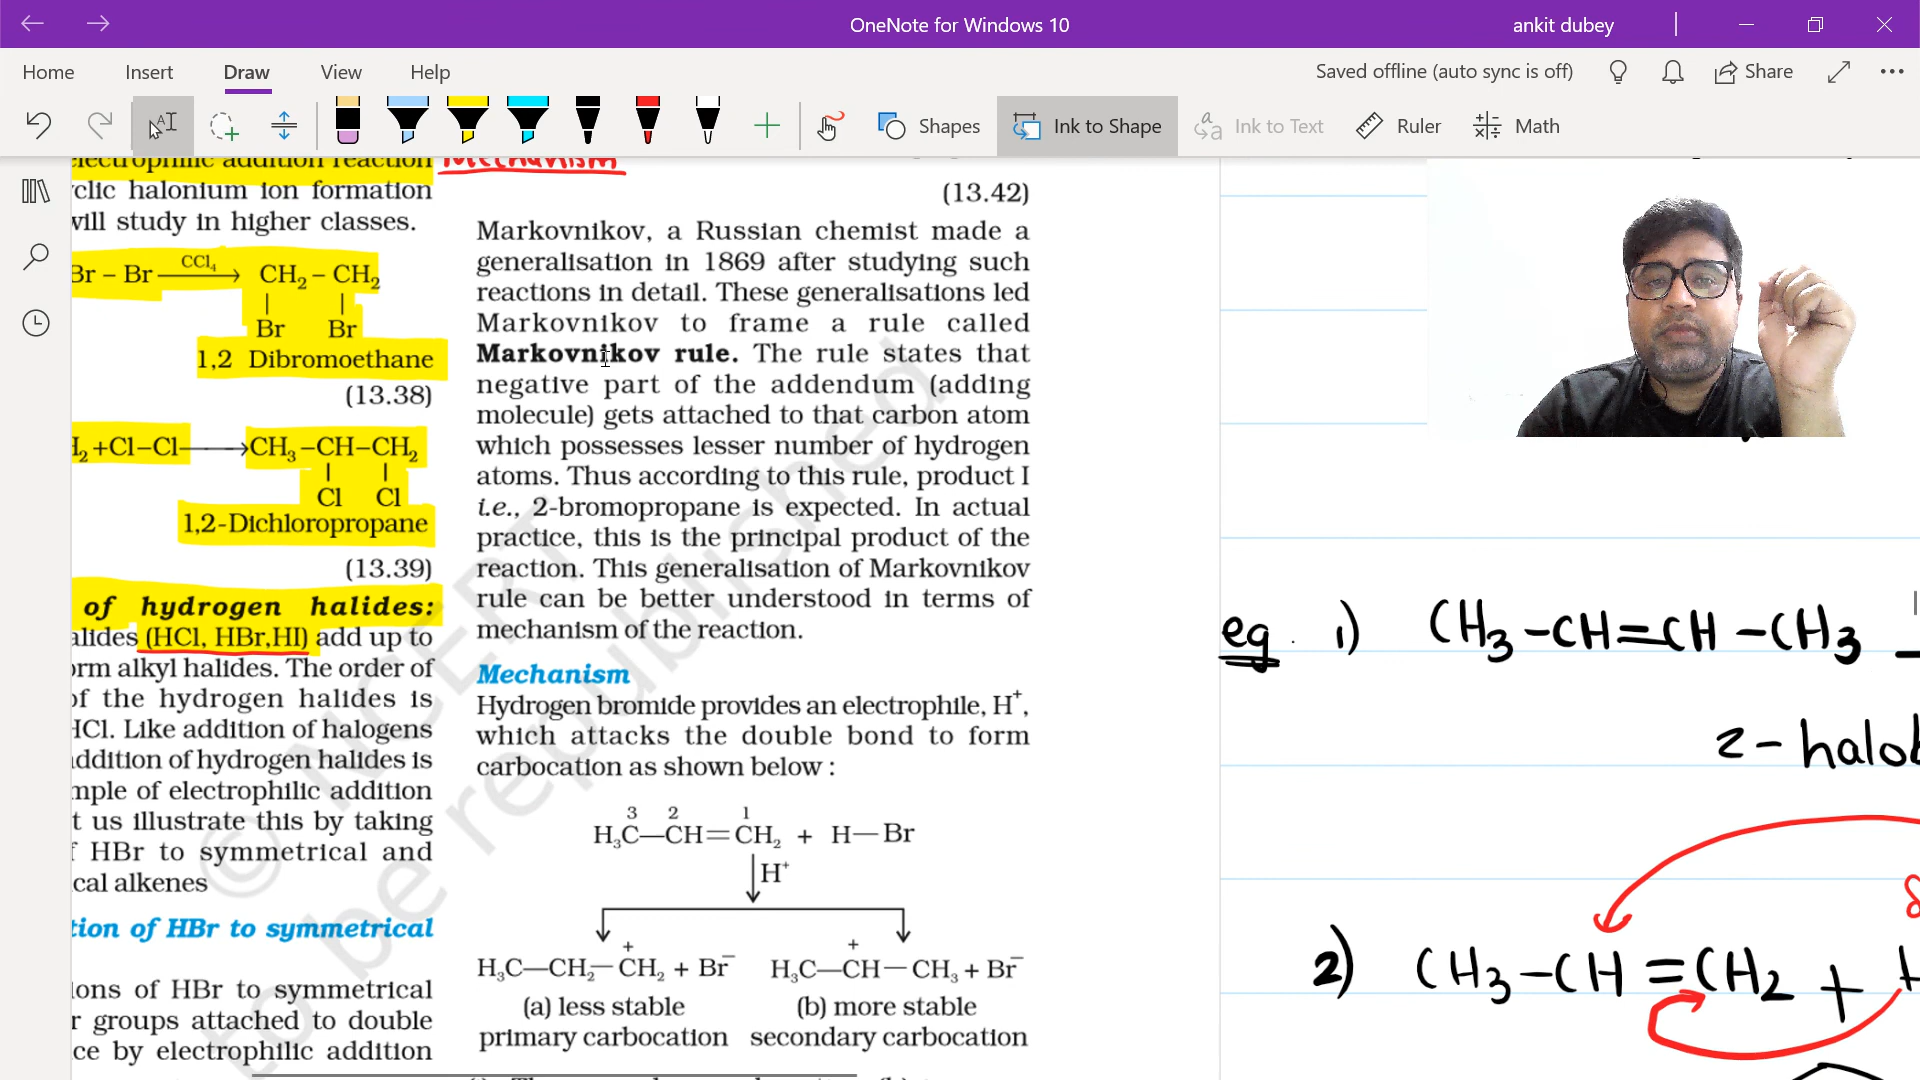 OneNote for Windows 10
ankit dubey
Home Insert Draw View Help
Saved offline (auto sync is off)
Share
Shapes Ink to Shape Ink to Text Ruler Math
electrophilic addition reaction
clic halonium ion formation
will study in higher classes.
Br – Br CCl₄ → CH₂ – CH₂
| |
Br Br
1,2 Dibromoethane
(13.38)
₂ +Cl–Cl → CH₃ –CH–CH₂
| |
Cl Cl
1,2-Dichloropropane
(13.39)
of hydrogen halides:
alides (HCl, HBr,HI) add up to
rm alkyl halides. The order of
of the hydrogen halides is
HCl. Like addition of halogens
addition of hydrogen halides is
mple of electrophilic addition
t us illustrate this by taking
f HBr to symmetrical and
cal alkenes
tion of HBr to symmetrical
ions of HBr to symmetrical
r groups attached to double
ce by electrophilic addition
Mechanism
(13.42)
Markovnikov, a Russian chemist made a
generalisation in 1869 after studying such
reactions in detail. These generalisations led
Markovnikov to frame a rule called
Markovnikov rule. The rule states that
negative part of the addendum (adding
molecule) gets attached to that carbon atom
which possesses lesser number of hydrogen
atoms. Thus according to this rule, product I
i.e., 2-bromopropane is expected. In actual
practice, this is the principal product of the
reaction. This generalisation of Markovnikov
rule can be better understood in terms of
mechanism of the reaction.
Mechanism
Hydrogen bromide provides an electrophile, H⁺,
which attacks the double bond to form
carbocation as shown below :
3 2 1
H₃C—CH=CH₂ + H—Br
H⁺
+ +
H₃C—CH₂–CH₂ + Br⁻ H₃C—CH—CH₃ + Br⁻
(a) less stable (b) more stable
primary carbocation secondary carbocation
© NCERT
to be republished
eg. 1) CH₃–CH=CH–CH₃
2- halob
2) CH₃–CH=CH₂ + H
δ